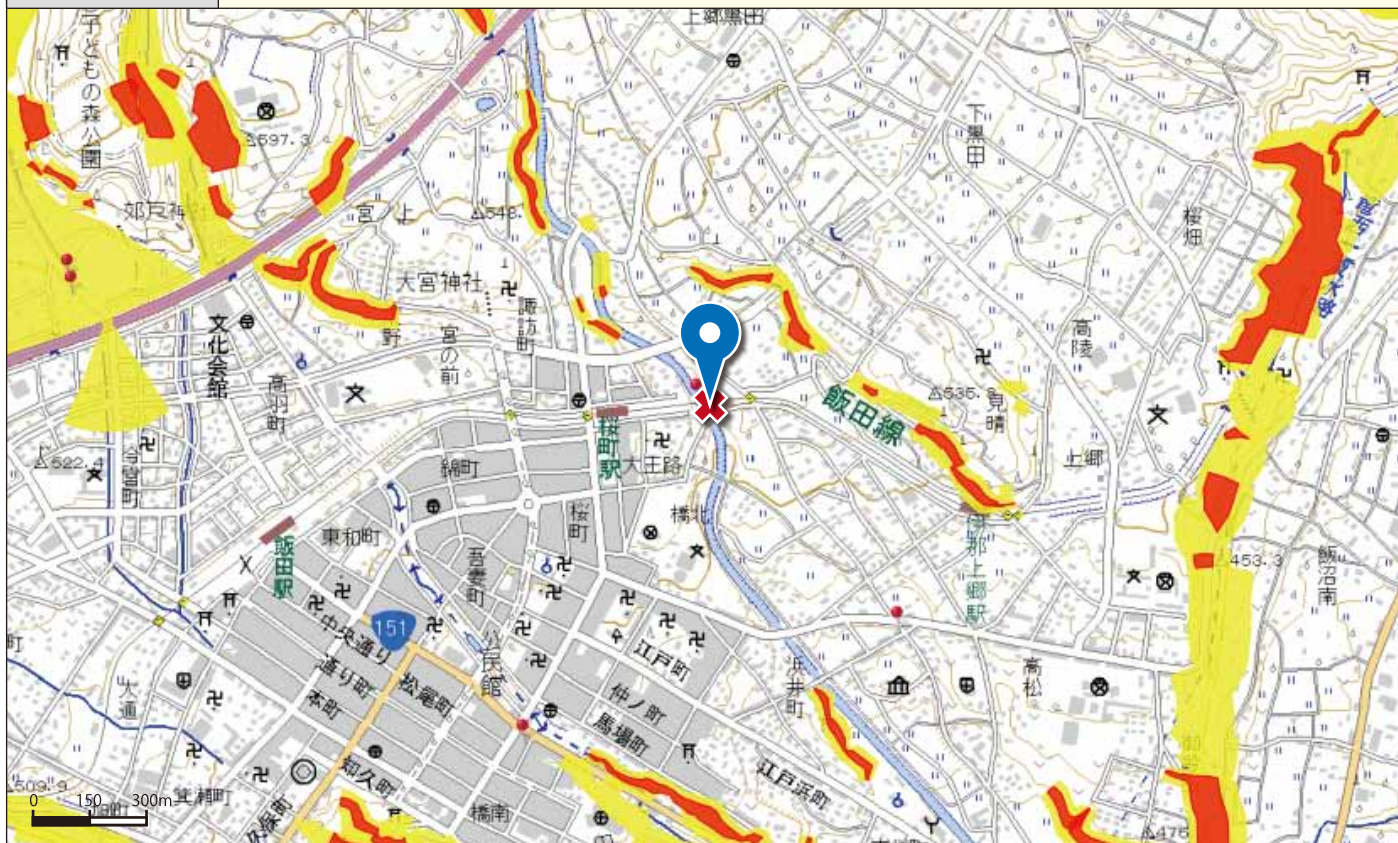 上郷黒田
子どもの森公園
下黒田
597.3
郊戸神社
宮ノ上
548.
桜畑
大宮神社
諏訪町
野
宮の前
文化会館
高羽町
高陵
飯田線
535.8
見晴
桜町駅
大王路
上郷
522.4
今宮町
錦町
桜町
橋北
東和町
飯田駅
吾妻町
伊那上郷駅
453.3
飯沼南
151
中央通り
公民館
江戸町
通り町
松尾町
大通
仲ノ町
浜井町
高松
本町
馬場町
知久町
江戸浜町
509.9
0 150 300m
箕瀬町
橋南
476